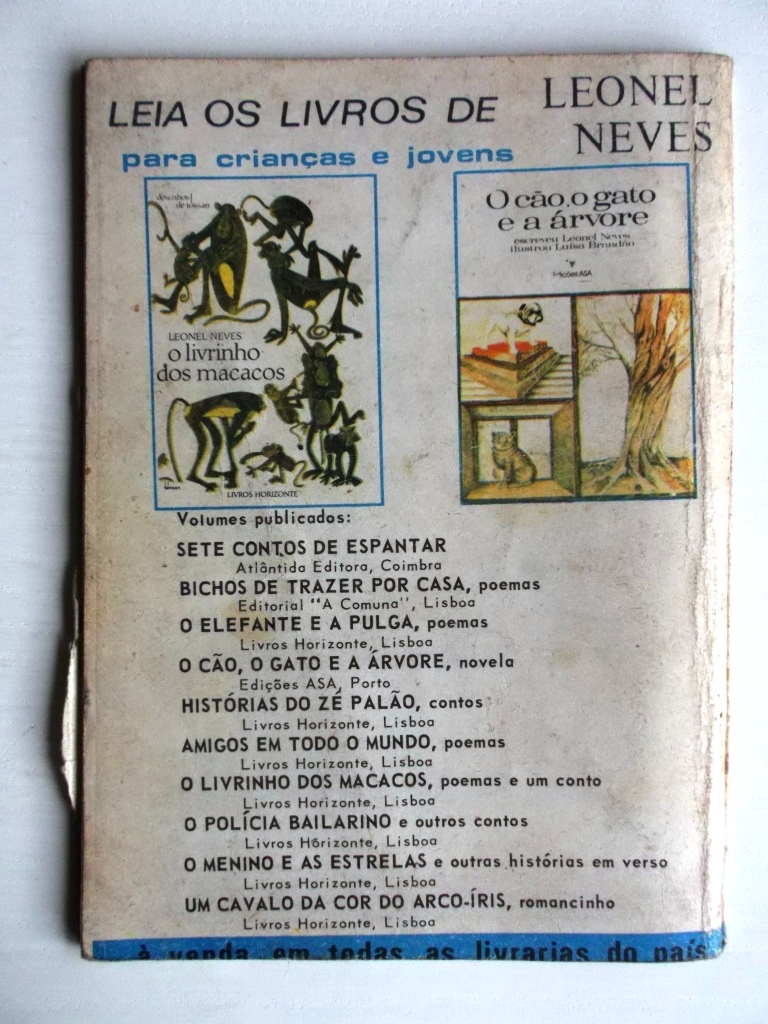 LEIA OS LIVROS DE LEONEL NEVES
para crianças e jovens
desenhos
de tóssan
LEONEL NEVES
o livrinho
dos macacos
LIVROS HORIZONTE
O cão, o gato
e a árvore
escreveu Leonel Neves
ilustrou Luísa Brandão
Edições ASA
Volumes publicados:
SETE CONTOS DE ESPANTAR
Atlântida Editora, Coimbra
BICHOS DE TRAZER POR CASA, poemas
Editorial "A Comuna", Lisboa
O ELEFANTE E A PULGA, poemas
Livros Horizonte, Lisboa
O CÃO, O GATO E A ÁRVORE, novela
Edições ASA, Porto
HISTÓRIAS DO ZÉ PALÃO, contos
Livros Horizonte, Lisboa
AMIGOS EM TODO O MUNDO, poemas
Livros Horizonte, Lisboa
O LIVRINHO DOS MACACOS, poemas e um conto
Livros Horizonte, Lisboa
O POLÍCIA BAILARINO e outros contos
Livros Horizonte, Lisboa
O MENINO E AS ESTRELAS e outras histórias em verso
Livros Horizonte, Lisboa
UM CAVALO DA COR DO ARCO-ÍRIS, romancinho
Livros Horizonte, Lisboa
à venda em todas as livrarias do país